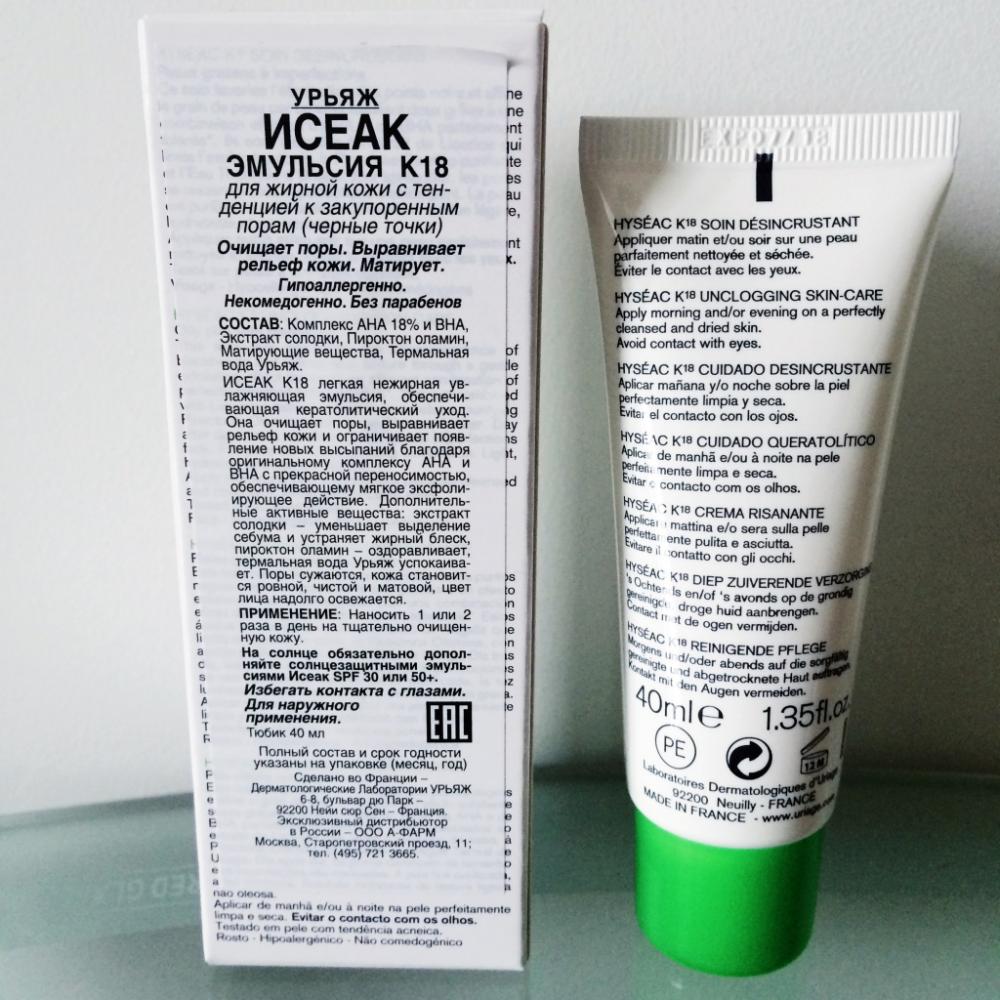 УРЬЯЖ
ИСЕАК
ЭМУЛЬСИЯ К18
для жирной кожи с тен-
денцией к закупоренным
порам (черные точки)
Очищает поры. Выравнивает
рельеф кожи. Матирует.
Гипоаллергенно.
Некомедогенно. Без парабенов
СОСТАВ: Комплекс АНА 18% и ВНА,
Экстракт солодки, Пироктон оламин,
Матирующие вещества, Термальная
вода Урьяж.
ИСЕАК К18 легкая нежирная ув-
лажняющая эмульсия, обеспечи-
вающая кератолитический уход.
Она очищает поры, выравнивает
рельеф кожи и ограничивает появ-
ление новых высыпаний благодаря
оригинальному комплексу АНА и
ВНА с прекрасной переносимостью,
обеспечивающему мягкое эксфоли-
ирующее действие. Дополнитель-
ные активные вещества: экстракт
солодки – уменьшает выделение
себума и устраняет жирный блеск,
пироктон оламин – оздоравливает,
термальная вода Урьяж успокаива-
ет. Поры сужаются, кожа становит-
ся ровной, чистой и матовой, цвет
лица надолго освежается.
ПРИМЕНЕНИЕ: Наносить 1 или 2
раза в день на тщательно очищен-
ную кожу.
На солнце обязательно допол-
няйте солнцезащитными эмуль-
сиями Исеак SPF 30 или 50+.
Избегать контакта с глазами.
Для наружного
применения.
Тюбик 40 мл
EAC
Полный состав и срок годности
указаны на упаковке (месяц, год)
Сделано во Франции –
Дерматологические Лаборатории УРЬЯЖ
6-8, бульвар дю Парк –
92200 Нейи сюр Сен – Франция.
Эксклюзивный дистрибьютор
в России – ООО А-ФАРМ
Москва, Старопетровский проезд, 11;
тел. (495) 721 3665.
não oleosa.
Aplicar de manhã e/ou à noite na pele perfeitamente
limpa e seca. Evitar o contacto com os olhos.
Testado em pele com tendência acneica.
Rosto - Hipoalergénico - Não comedogénico
HYSÉAC K18 SOIN DÉSINCRUSTANT
Appliquer matin et/ou soir sur une peau
parfaitement nettoyée et séchée.
Éviter le contact avec les yeux.
HYSÉAC K18 UNCLOGGING SKIN-CARE
Apply morning and/or evening on a perfectly
cleansed and dried skin.
Avoid contact with eyes.
HYSÉAC K18 CUIDADO DESINCRUSTANTE
Aplicar mañana y/o noche sobre la piel
perfectamente limpia y seca.
Evitar el contacto con los ojos.
HYSÉAC K18 CUIDADO QUERATOLÍTICO
Aplicar de manhã e/ou à noite na pele
perfeitamente limpa e seca.
Evitar o contacto com os olhos.
HYSÉAC K18 CREMA RISANANTE
Applicare mattina e/o sera sulla pelle
perfettamente pulita e asciutta.
Evitare il contatto con gli occhi.
HYSÉAC K18 DIEP ZUIVERENDE VERZORGING
's Ochtends en/of 's avonds op de grondig
gereinigde droge huid aanbrengen.
Contact met de ogen vermijden.
HYSÉAC K18 REINIGENDE PFLEGE
Morgens und/oder abends auf die sorgfältig
gereinigte und abgetrocknete Haut auftragen.
Kontakt mit den Augen vermeiden.
40ml e 1.35fl.oz.
PE
12 M
Laboratoires Dermatologiques d'Uriage
92200 Neuilly - FRANCE
MADE IN FRANCE - www.uriage.com